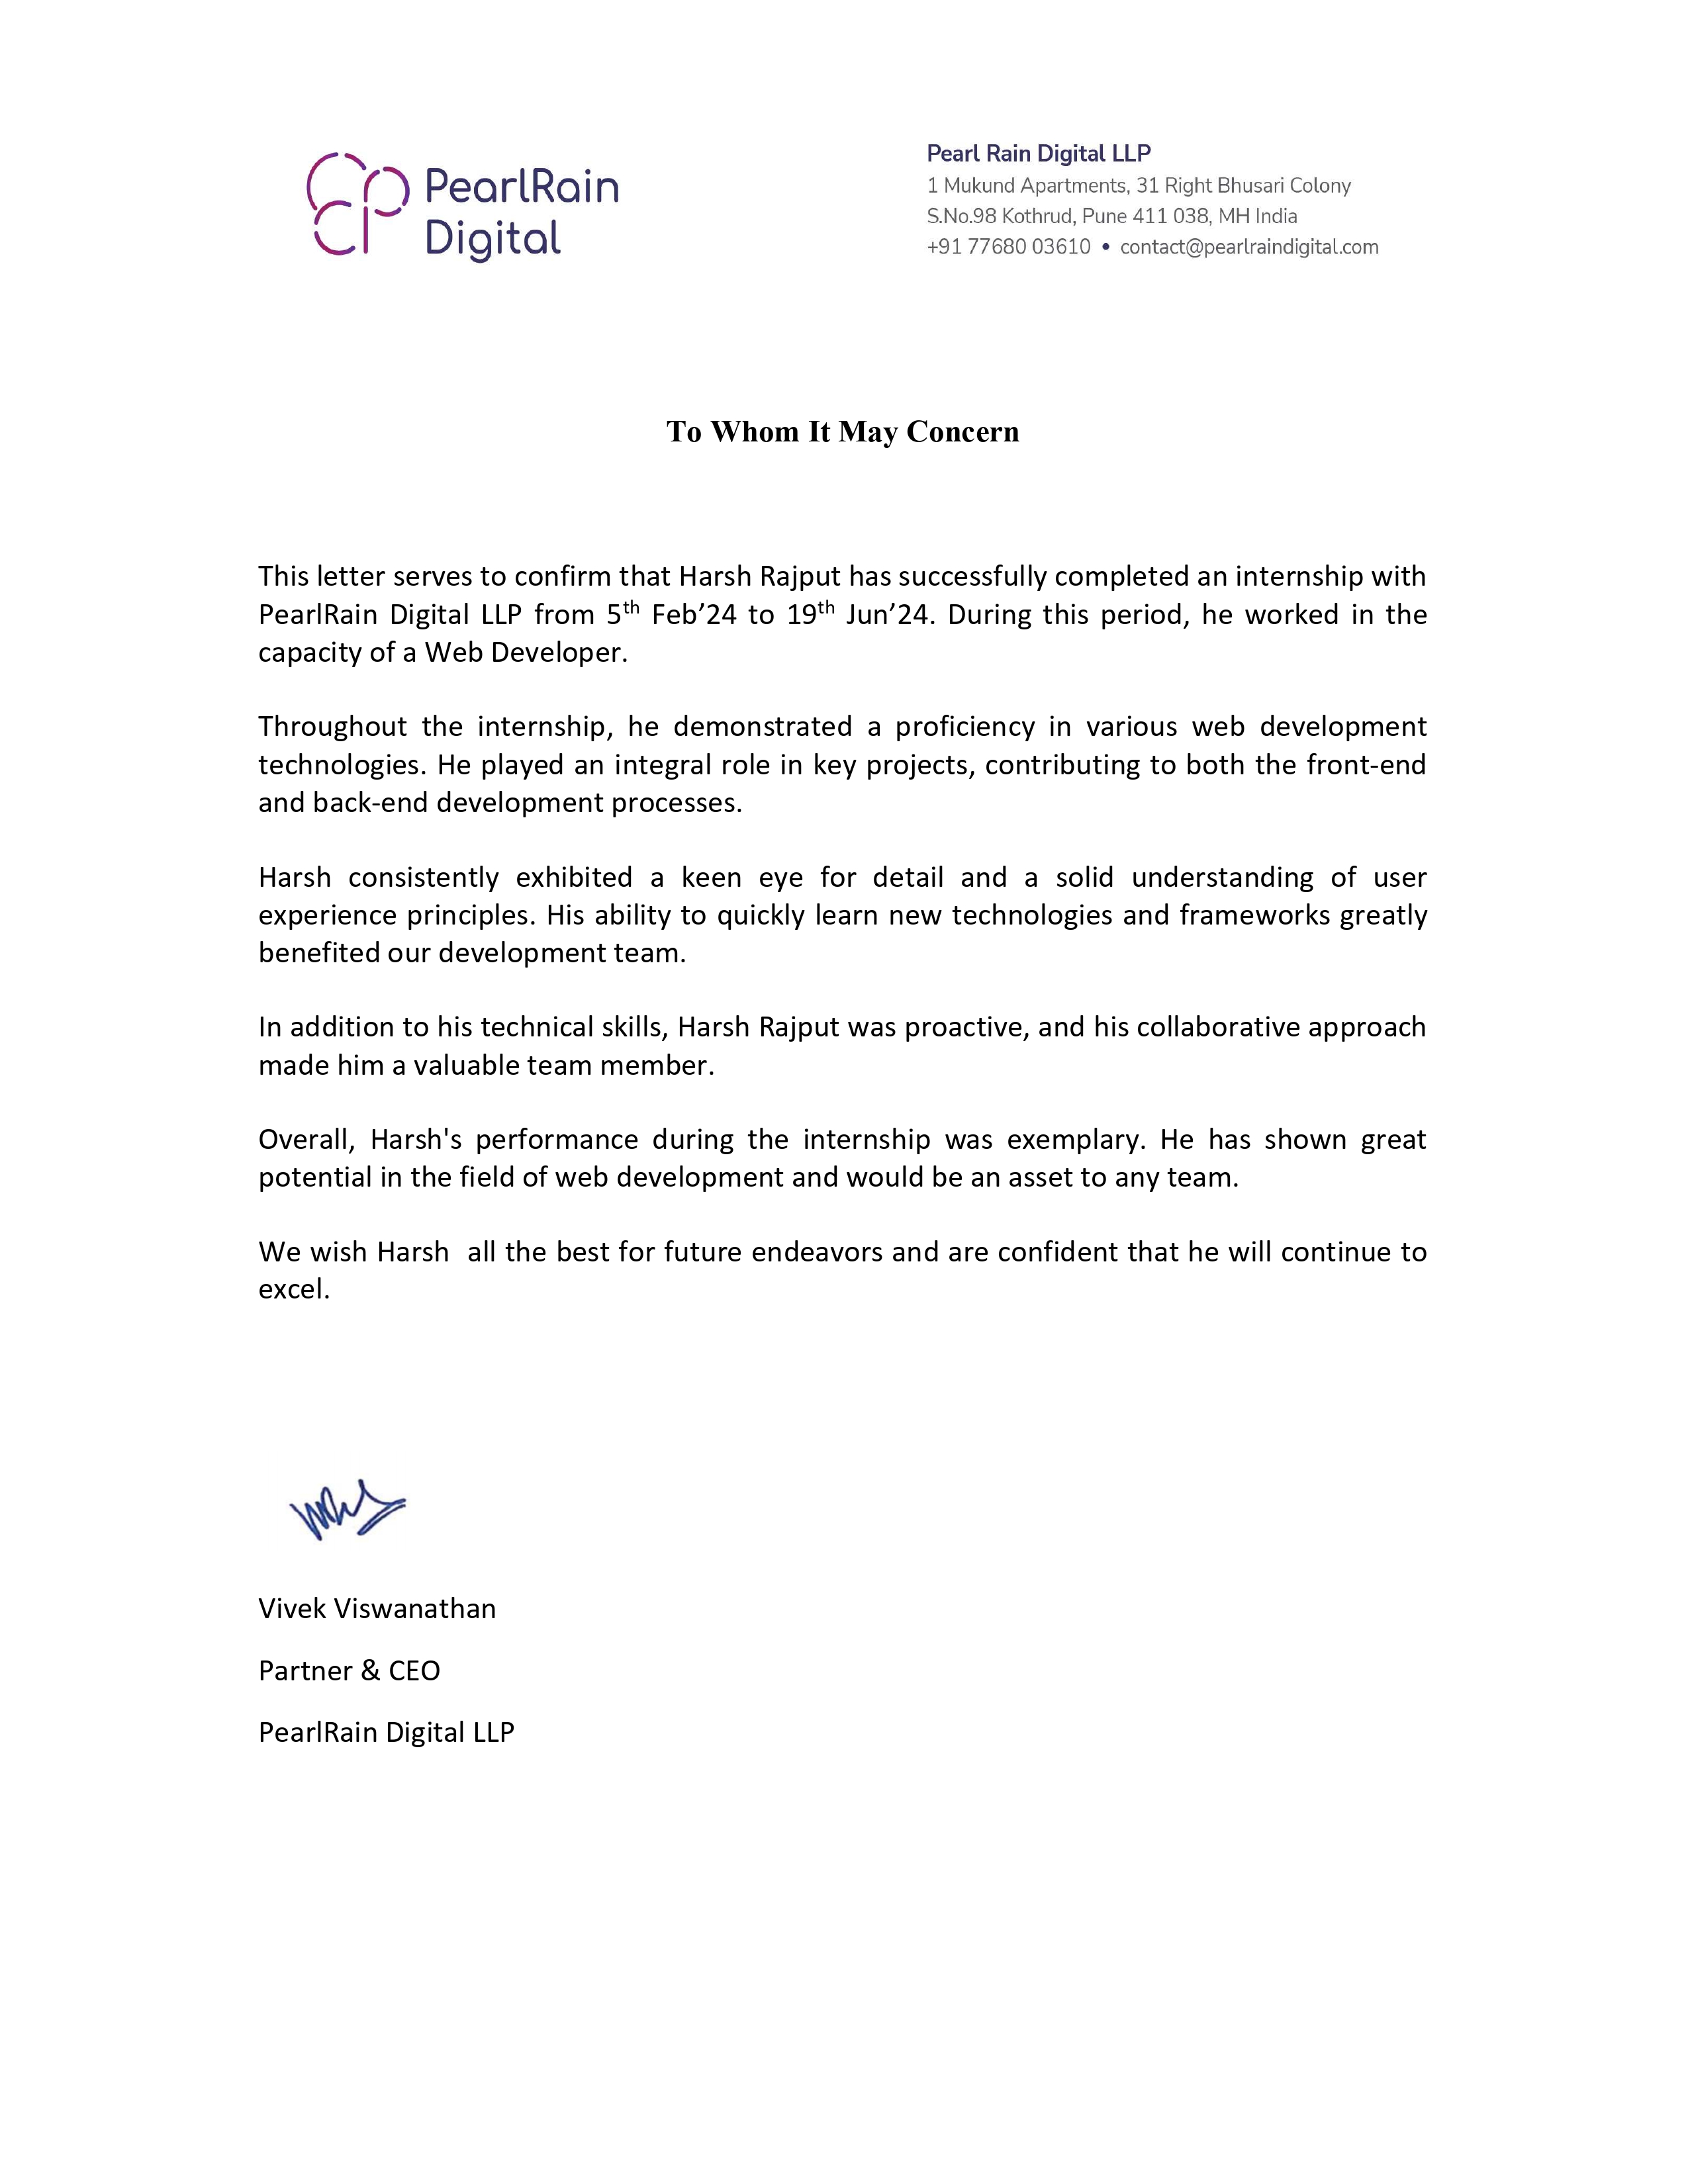 PearlRain
Digital
Pearl Rain Digital LLP
1 Mukund Apartments, 31 Right Bhusari Colony
S.No.98 Kothrud, Pune 411 038, MH India
+91 77680 03610 • contact@pearlraindigital.com
To Whom It May Concern
This letter serves to confirm that Harsh Rajput has successfully completed an internship with
PearlRain Digital LLP from 5th Feb’24 to 19th Jun’24. During this period, he worked in the
capacity of a Web Developer.
Throughout the internship, he demonstrated a proficiency in various web development
technologies. He played an integral role in key projects, contributing to both the front-end
and back-end development processes.
Harsh consistently exhibited a keen eye for detail and a solid understanding of user
experience principles. His ability to quickly learn new technologies and frameworks greatly
benefited our development team.
In addition to his technical skills, Harsh Rajput was proactive, and his collaborative approach
made him a valuable team member.
Overall, Harsh's performance during the internship was exemplary. He has shown great
potential in the field of web development and would be an asset to any team.
We wish Harsh  all the best for future endeavors and are confident that he will continue to
excel.
Vivek Viswanathan
Partner & CEO
PearlRain Digital LLP